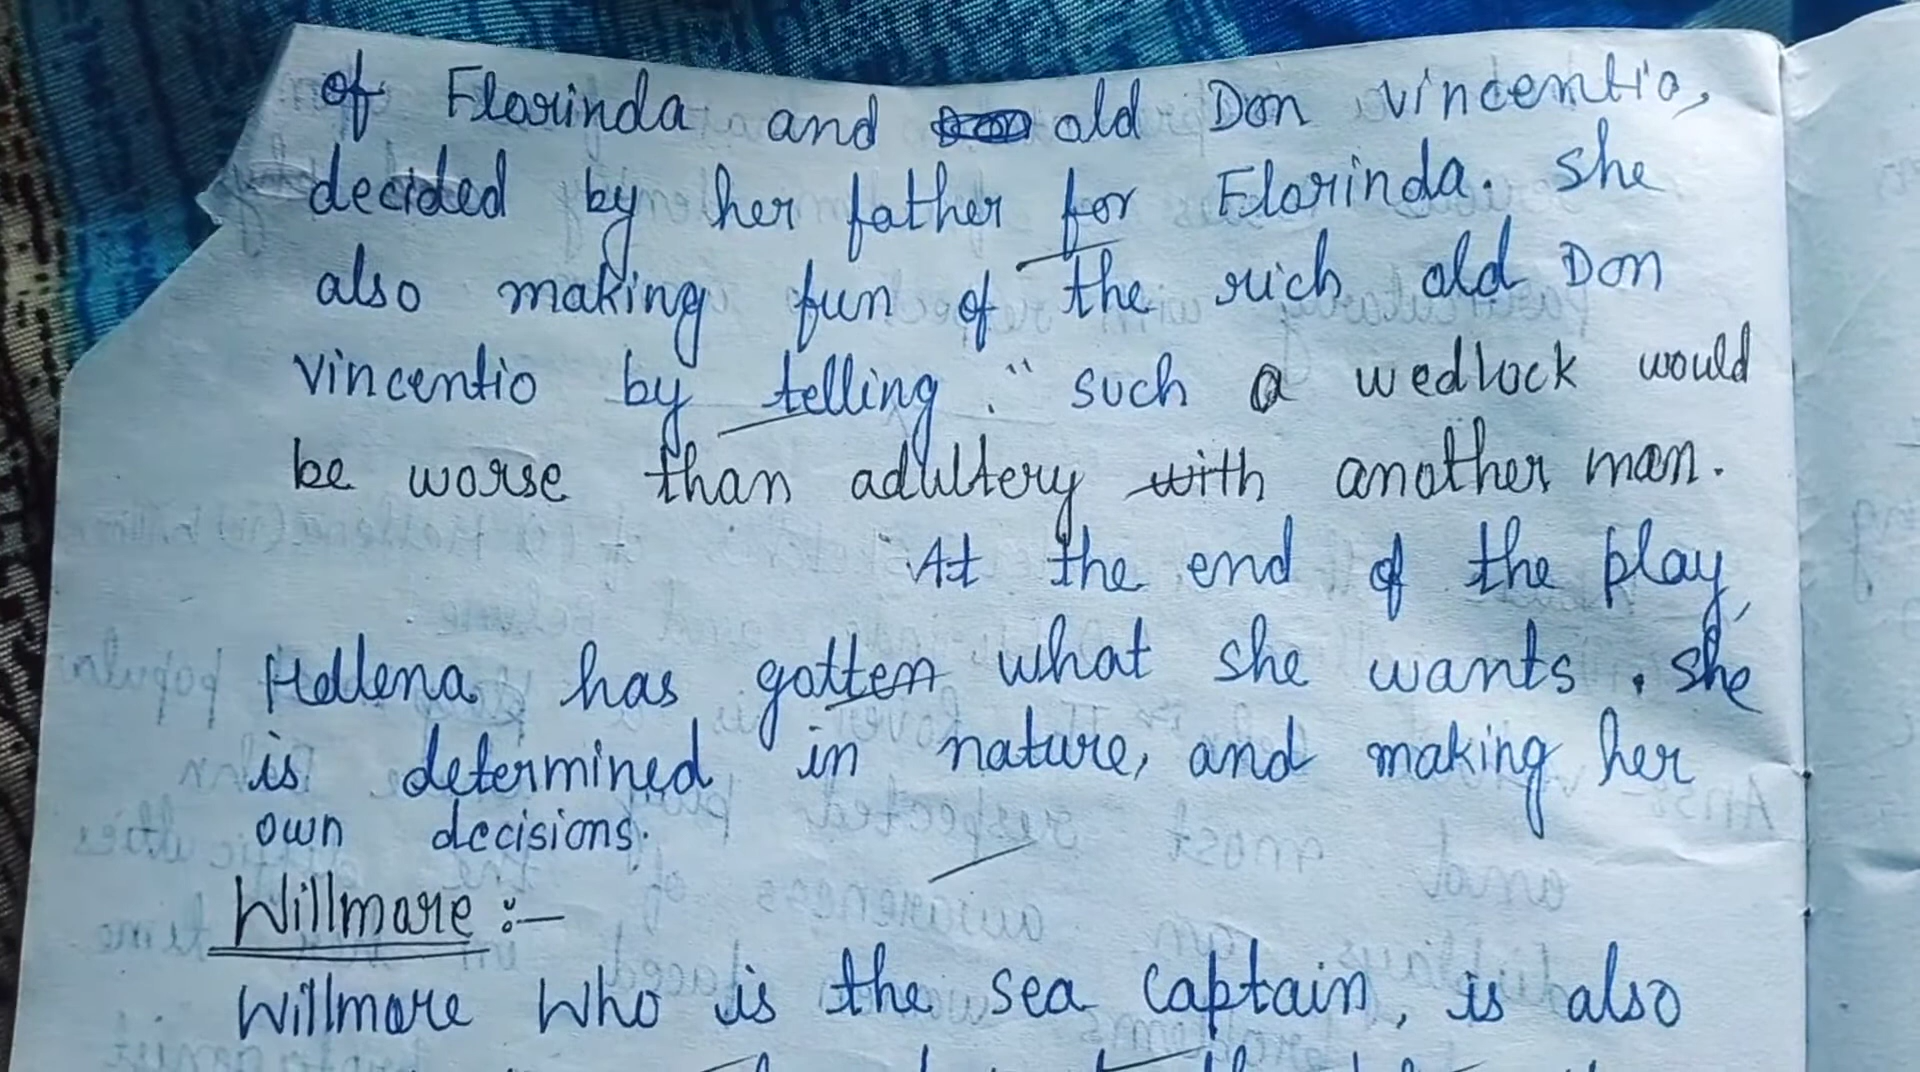 of Florinda and old Don vincentio,
decided by her father for Florinda. She
also making fun of the rich old Don
vincentio by telling " such a wedlock would
be worse than adultery with another man.
At the end of the play,
Hellena has gotten what she wants. She
is determined in nature, and making her
own decisions.
Willmore :-
Willmore Who is the sea captain, is also